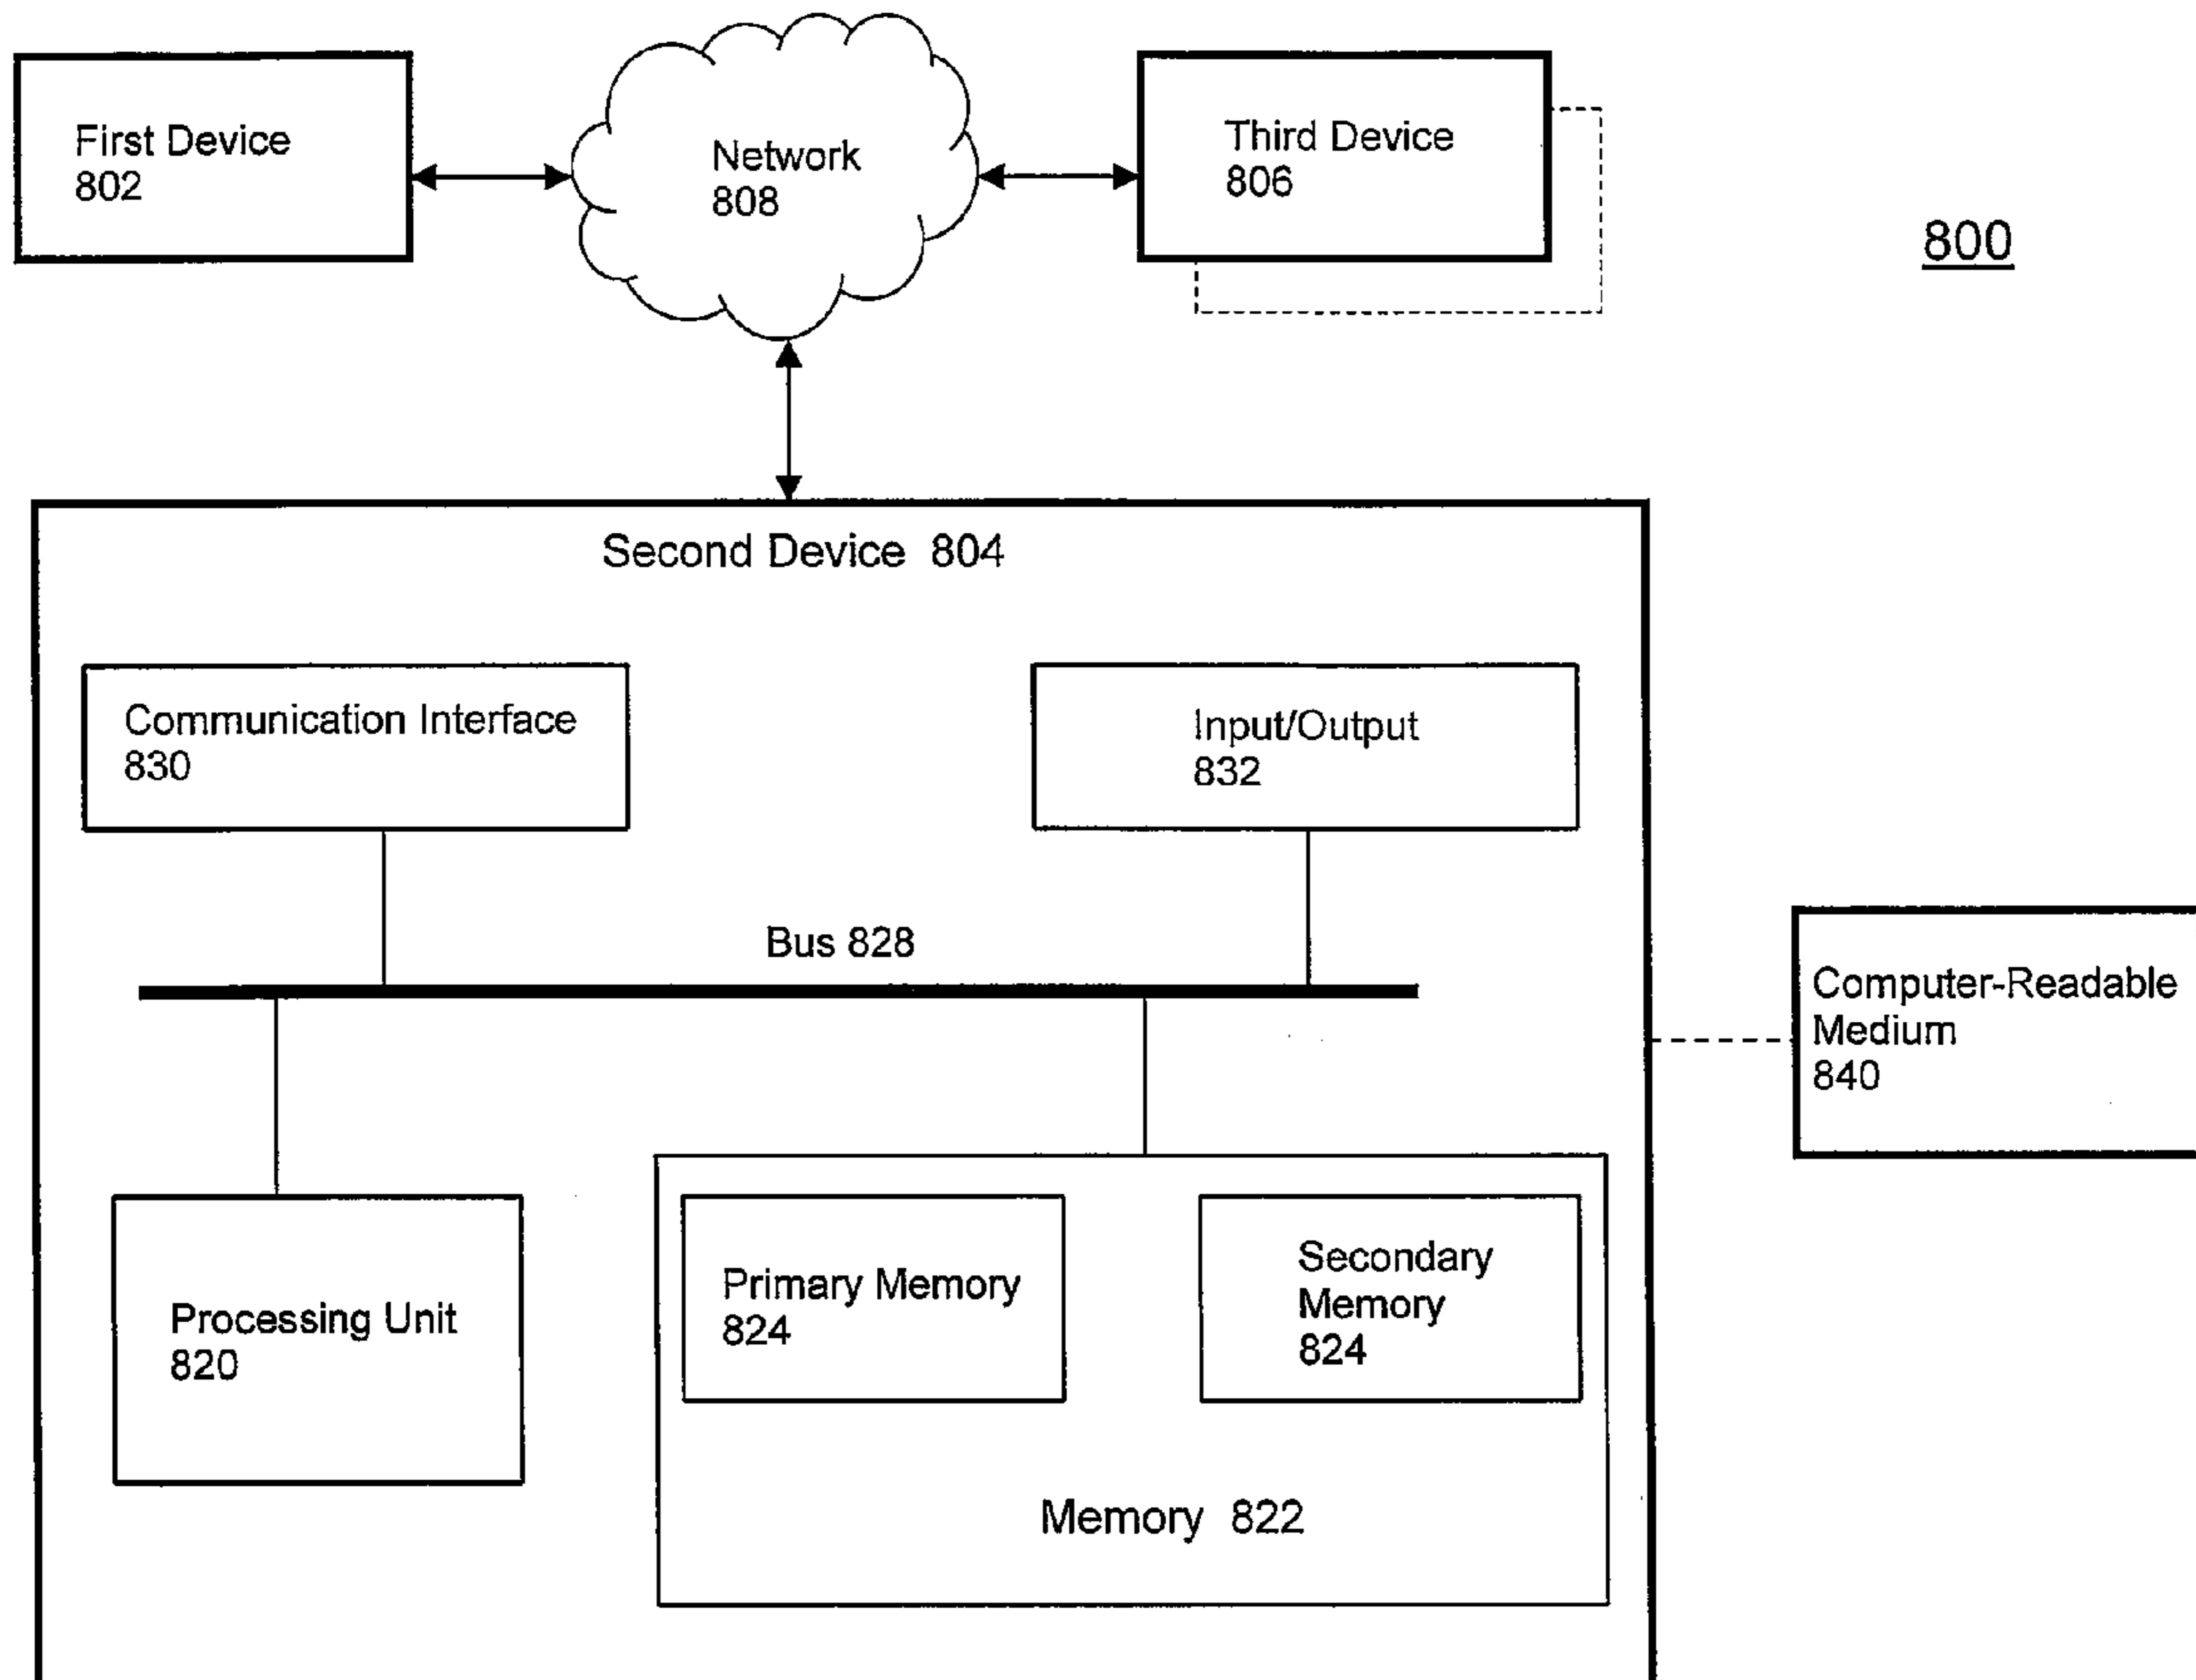 First Device
802
Network
808
Third Device
806
800
Second Device 804
Communication Interface
830
Input/Output
832
Bus 828
Computer-Readable
Medium
840
Processing Unit
820
Primary Memory
824
Secondary
Memory
824
Memory 822